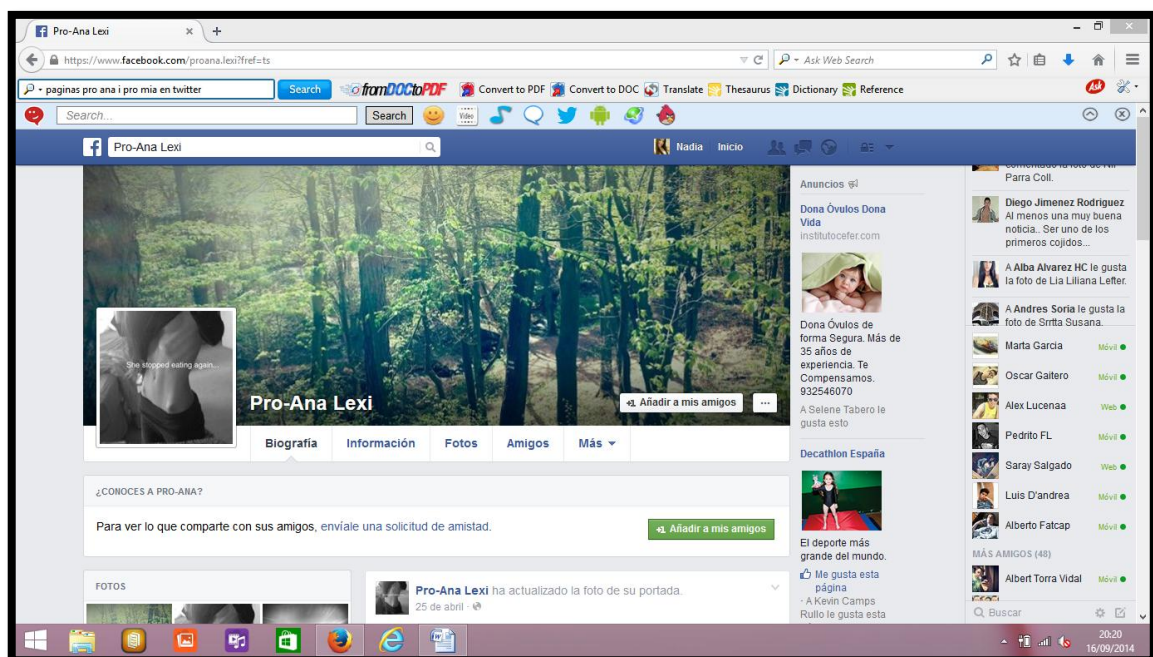 Pro-Ana Lexi
https://www.facebook.com/proana.lexi?fref=ts
Ask Web Search
paginas pro ana i pro mia en twitter
Search
fromDOCtoPDF
Convert to PDF
Convert to DOC
Translate
Thesaurus
Dictionary
Reference
Ask
Search...
Search
Video
Pro-Ana Lexi
Nadia
Inicio
She stopped eating again...
Pro-Ana Lexi
Añadir a mis amigos
...
Biografía
Información
Fotos
Amigos
Más
¿CONOCES A PRO-ANA?
Para ver lo que comparte con sus amigos, envíale una solicitud de amistad.
Añadir a mis amigos
FOTOS
Pro-Ana Lexi ha actualizado la foto de su portada.
25 de abril
Anuncios
Dona Óvulos Dona
Vida
institutocefer.com
Dona Óvulos de
forma Segura. Más de
35 años de
experiencia. Te
Compensamos.
932546070
A Selene Tabero le
gusta esto
Decathlon España
El deporte más
grande del mundo.
Me gusta esta
página
· A Kevin Camps
Rullo le gusta esta
Parra Coll.
Diego Jimenez Rodriguez
Al menos una muy buena
noticia.. Ser uno de los
primeros cojidos...
A Alba Alvarez HC le gusta
la foto de Lia Liliana Lefter.
A Andres Soria le gusta la
foto de Srrtta Susana.
Marta Garcia Móvil
Oscar Gaitero Móvil
Alex Lucenaa Web
Pedrito FL Móvil
Saray Salgado Web
Luis D'andrea Móvil
Alberto Fatcap Móvil
MÁS AMIGOS (48)
Albert Torra Vidal Móvil
Buscar
20:20
16/09/2014